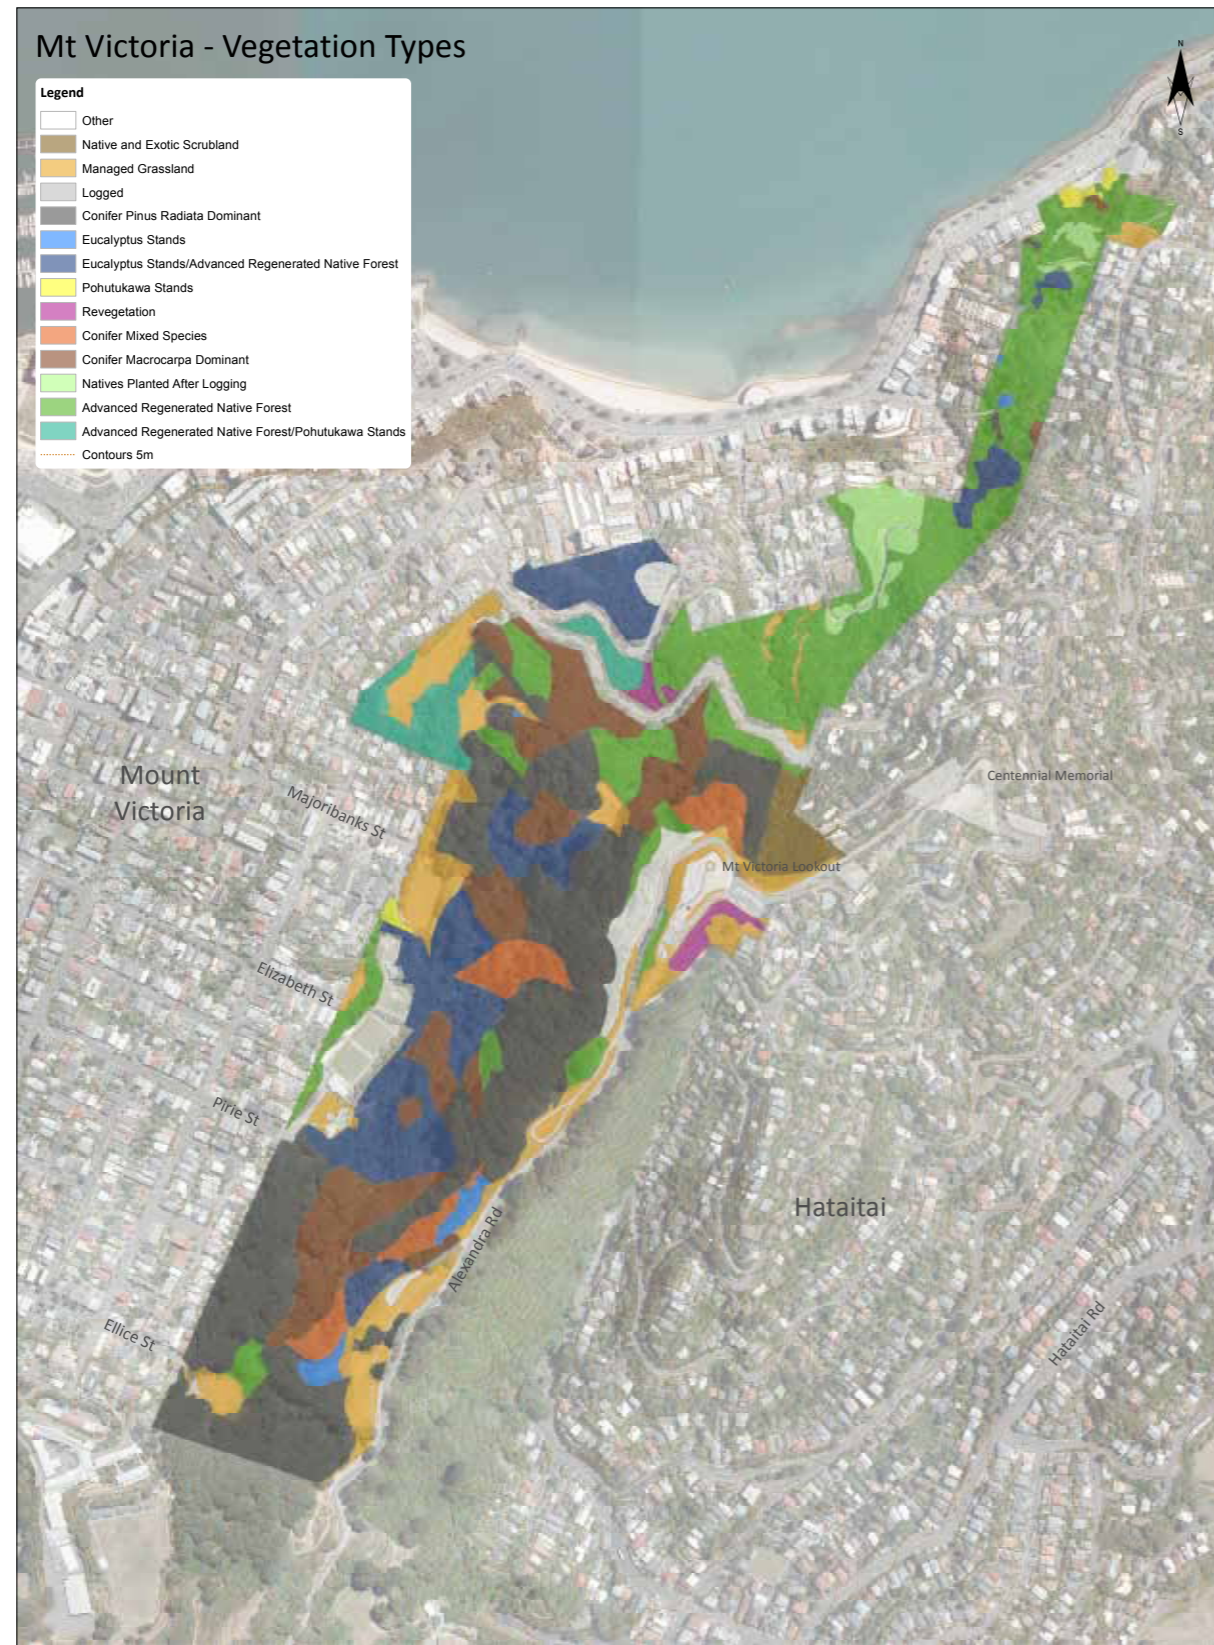 Mt Victoria - Vegetation Types
N
S
Legend
Other
Native and Exotic Scrubland
Managed Grassland
Logged
Conifer Pinus Radiata Dominant
Eucalyptus Stands
Eucalyptus Stands/Advanced Regenerated Native Forest
Pohutukawa Stands
Revegetation
Conifer Mixed Species
Conifer Macrocarpa Dominant
Natives Planted After Logging
Advanced Regenerated Native Forest
Advanced Regenerated Native Forest/Pohutukawa Stands
Contours 5m
Mount
Victoria
Majoribanks St
Centennial Memorial
Mt Victoria Lookout
Elizabeth St
Pirie St
Hataitai
Alexandra Rd
Ellice St
Hataitai Rd